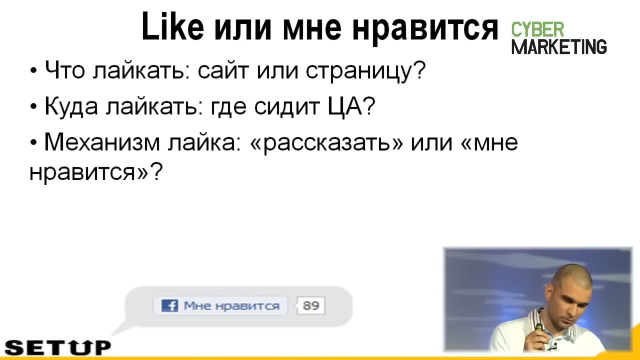 Like или мне нравится
CYBER
MARKETING
• Что лайкать: сайт или страницу?
• Куда лайкать: где сидит ЦА?
• Механизм лайка: «рассказать» или «мне
нравится»?
f Мне нравится 89
SETUP